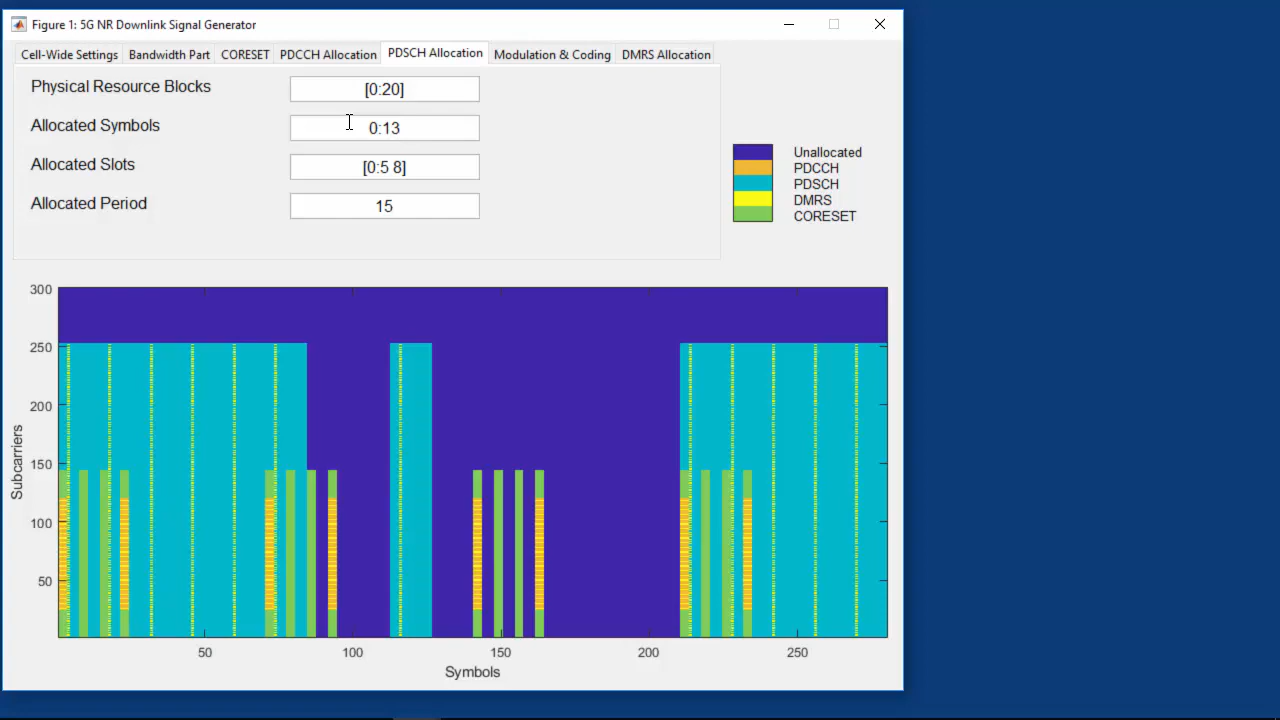 Figure 1: 5G NR Downlink Signal Generator
Cell-Wide Settings Bandwidth Part CORESET PDCCH Allocation PDSCH Allocation Modulation & Coding DMRS Allocation
Physical Resource Blocks [0:20]
Allocated Symbols 0:13
Allocated Slots [0:5 8]
Allocated Period 15
Unallocated
PDCCH
PDSCH
DMRS
CORESET
300
250
200
150
100
50
Subcarriers
50 100 150 200 250
Symbols